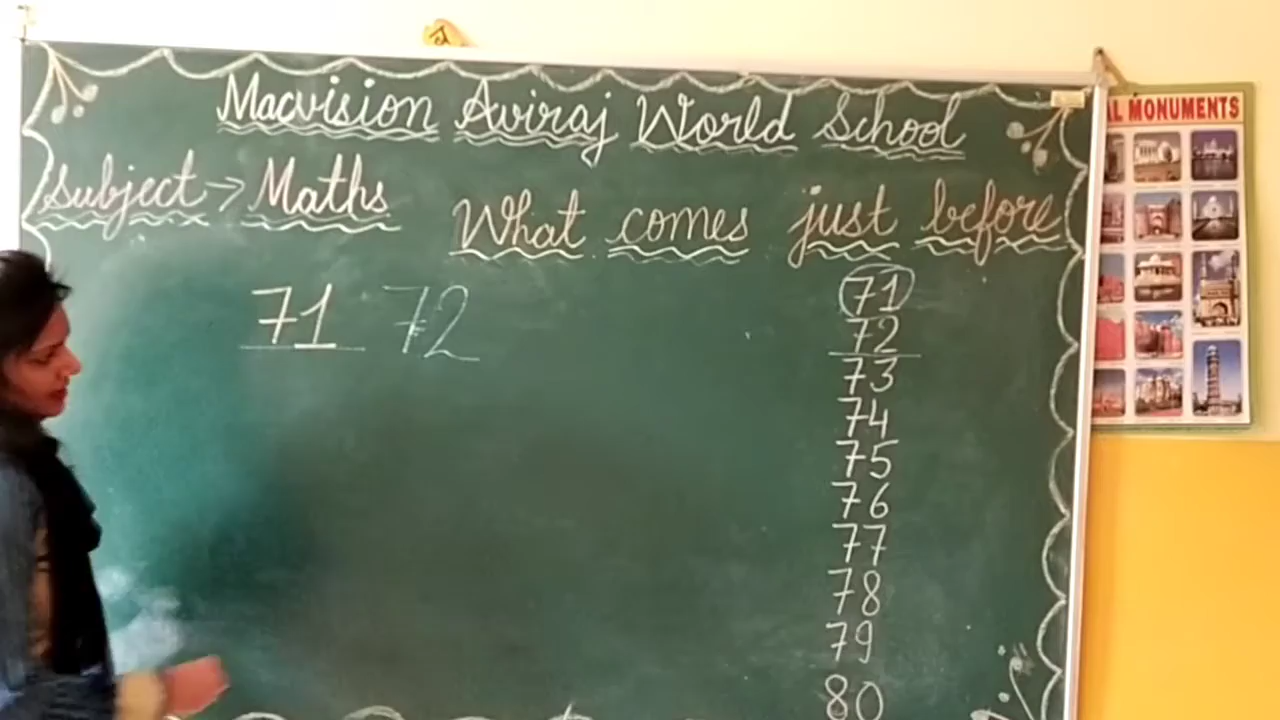 Macvision Aviraj World School
Subject → Maths
What comes just before
71 72
71
72
73
74
75
76
77
78
79
80
AL MONUMENTS